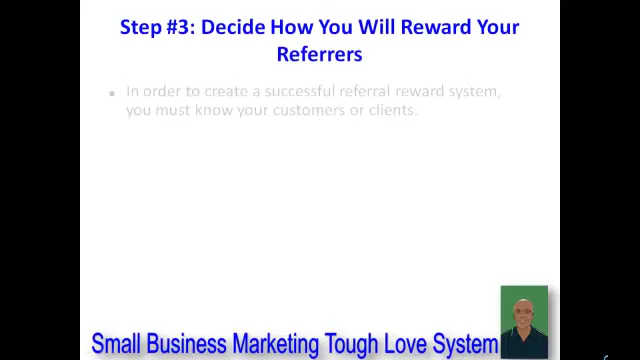 Step #3: Decide How You Will Reward Your
Referrers
In order to create a successful referral reward system,
you must know your customers or clients.
Small Business Marketing Tough Love System